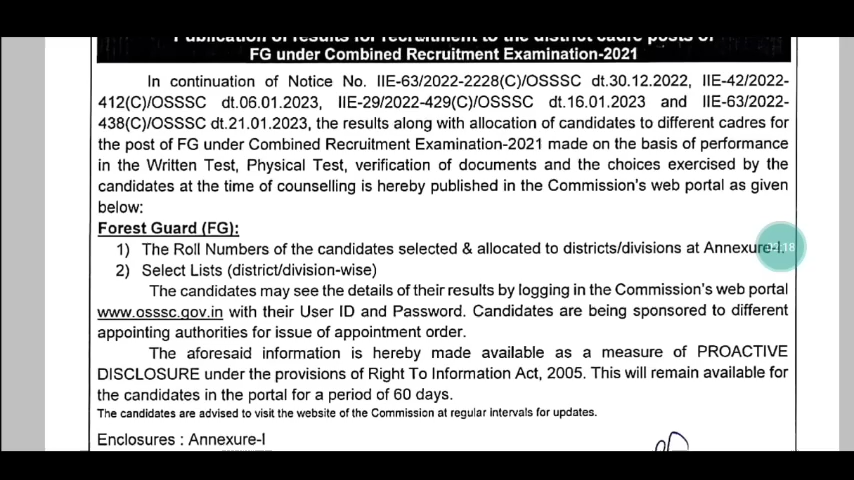 Publication of results for recruitment to the district cadre posts of
FG under Combined Recruitment Examination-2021
In continuation of Notice No. IIE-63/2022-2228(C)/OSSSC dt.30.12.2022, IIE-42/2022-
412(C)/OSSSC dt.06.01.2023, IIE-29/2022-429(C)/OSSSC dt.16.01.2023 and IIE-63/2022-
438(C)/OSSSC dt.21.01.2023, the results along with allocation of candidates to different cadres for
the post of FG under Combined Recruitment Examination-2021 made on the basis of performance
in the Written Test, Physical Test, verification of documents and the choices exercised by the
candidates at the time of counselling is hereby published in the Commission's web portal as given
below:
Forest Guard (FG):
1) The Roll Numbers of the candidates selected & allocated to districts/divisions at Annexure-I.
2) Select Lists (district/division-wise)
The candidates may see the details of their results by logging in the Commission's web portal
www.osssc.gov.in with their User ID and Password. Candidates are being sponsored to different
appointing authorities for issue of appointment order.
The aforesaid information is hereby made available as a measure of PROACTIVE
DISCLOSURE under the provisions of Right To Information Act, 2005. This will remain available for
the candidates in the portal for a period of 60 days.
The candidates are advised to visit the website of the Commission at regular intervals for updates.
Enclosures : Annexure-I